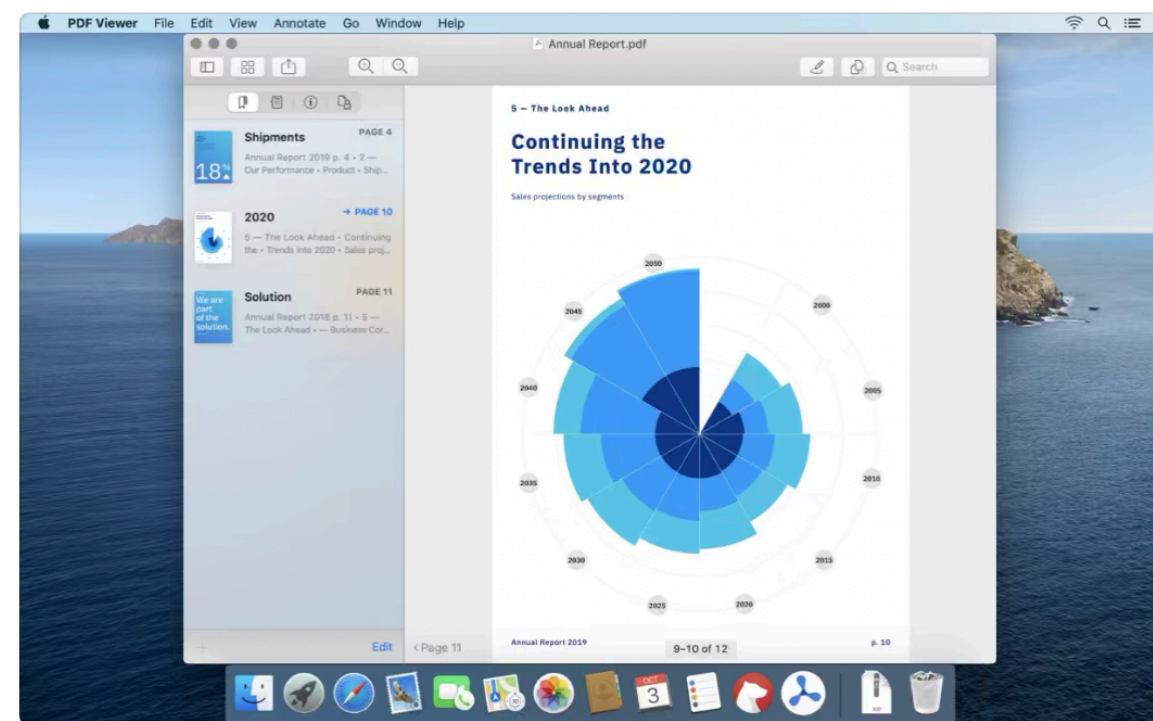 PDF Viewer File Edit View Annotate Go Window Help
Annual Report.pdf
Search
Shipments PAGE 4
Annual Report 2019 p. 4 • 2 —
Our Performance • Product • Ship...
18%
2020 → PAGE 10
5 — The Look Ahead • Continuing
the • Trends Into 2020 • Sales proj...
Solution PAGE 11
Annual Report 2018 p. 11 • 5 —
The Look Ahead • — Business Cor...
We are
part
of the
solution.
Edit
5 — The Look Ahead
Continuing the
Trends Into 2020
Sales projections by segments
2050
2000
2045
2040
2005
2035
2010
2030
2015
2025
2020
‹ Page 11
Annual Report 2019
9–10 of 12
p. 10
OCT
3
ZIP